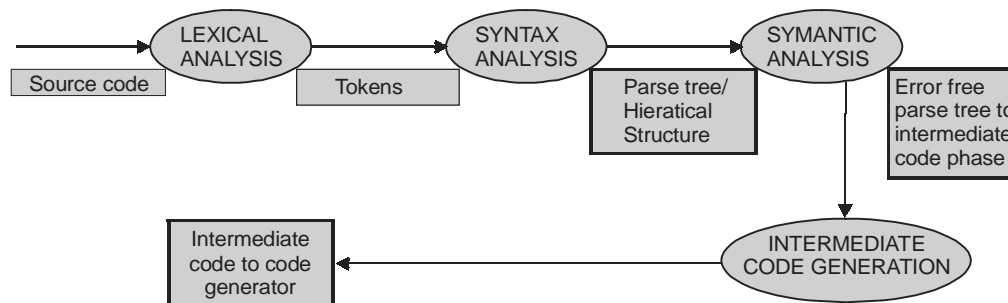 LEXICAL
ANALYSIS
SYNTAX
ANALYSIS
SYMANTIC
ANALYSIS
Source code
Tokens
Parse tree/
Hieratical
Structure
Error free
parse tree to
intermediate
code phase
INTERMEDIATE
CODE GENERATION
Intermediate
code to code
generator